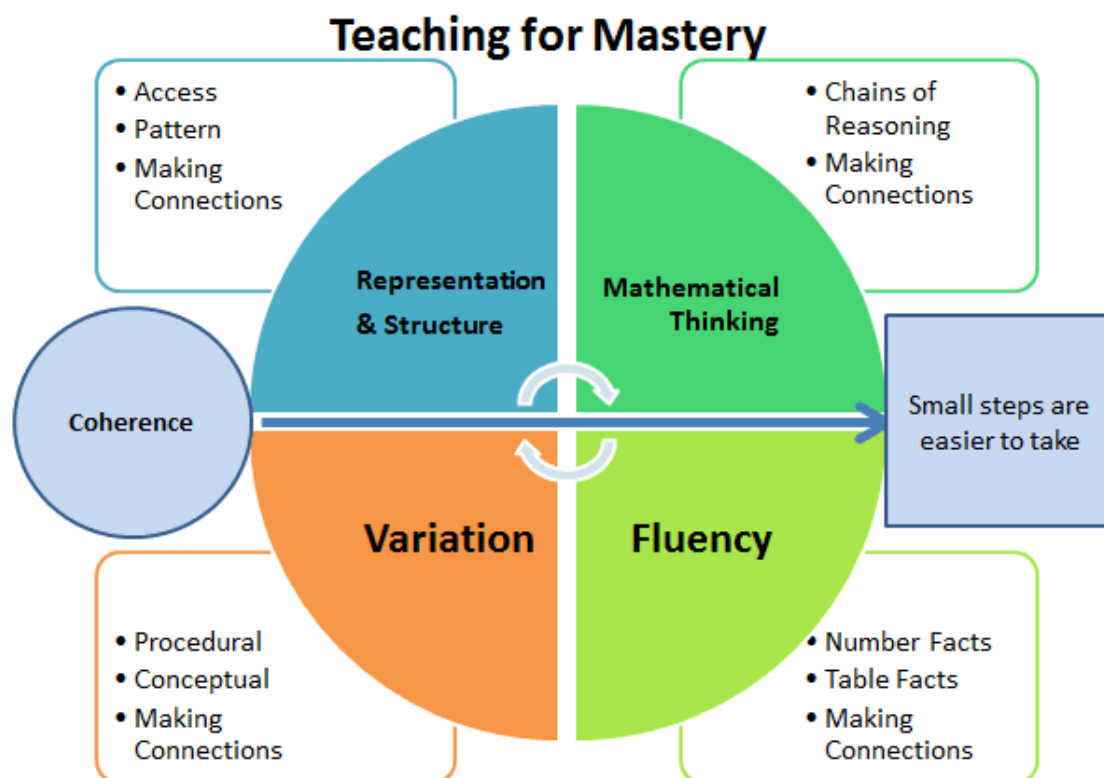 Teaching for Mastery
• Access
• Pattern
• Making
Connections
• Chains of
Reasoning
• Making
Connections
Representation
& Structure
Mathematical
Thinking
Coherence
Small steps are
easier to take
Variation
Fluency
• Procedural
• Conceptual
• Making
Connections
• Number Facts
• Table Facts
• Making
Connections